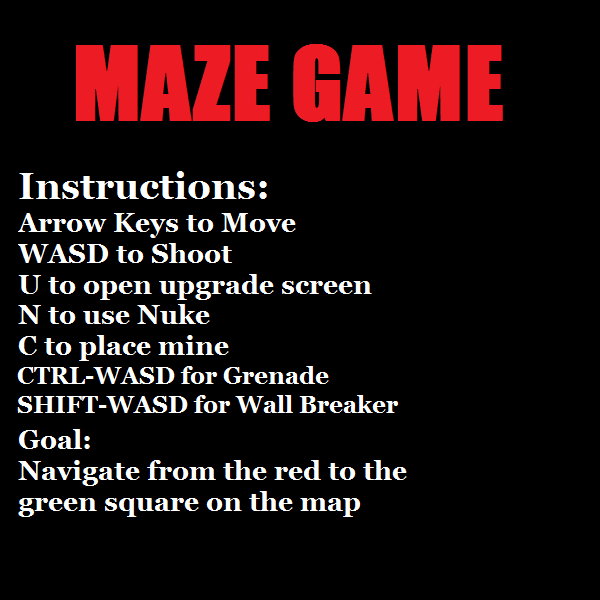 MAZE GAME
Instructions:
Arrow Keys to Move
WASD to Shoot
U to open upgrade screen
N to use Nuke
C to place mine
CTRL-WASD for Grenade
SHIFT-WASD for Wall Breaker
Goal:
Navigate from the red to the
green square on the map